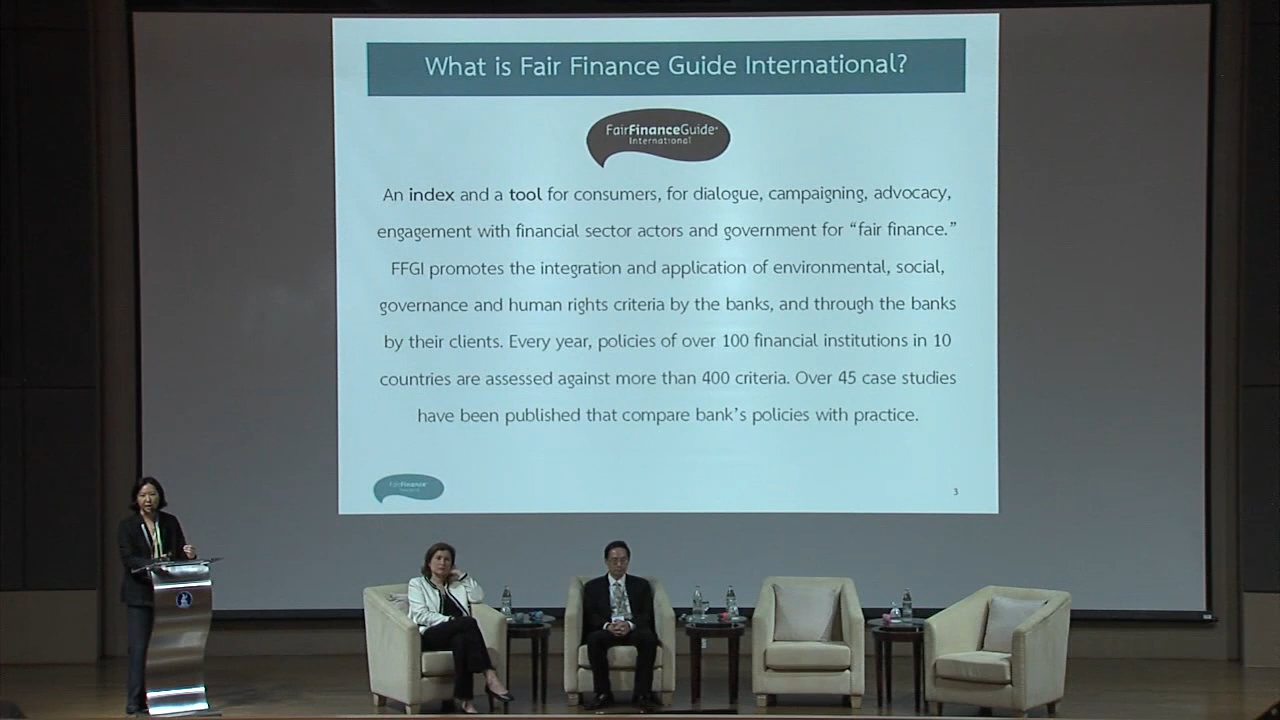 What is Fair Finance Guide International?
FairFinanceGuide
International
An index and a tool for consumers, for dialogue, campaigning, advocacy,
engagement with financial sector actors and government for “fair finance.”
FFGI promotes the integration and application of environmental, social,
governance and human rights criteria by the banks, and through the banks
by their clients. Every year, policies of over 100 financial institutions in 10
countries are assessed against more than 400 criteria. Over 45 case studies
have been published that compare bank’s policies with practice.
FairFinance
3